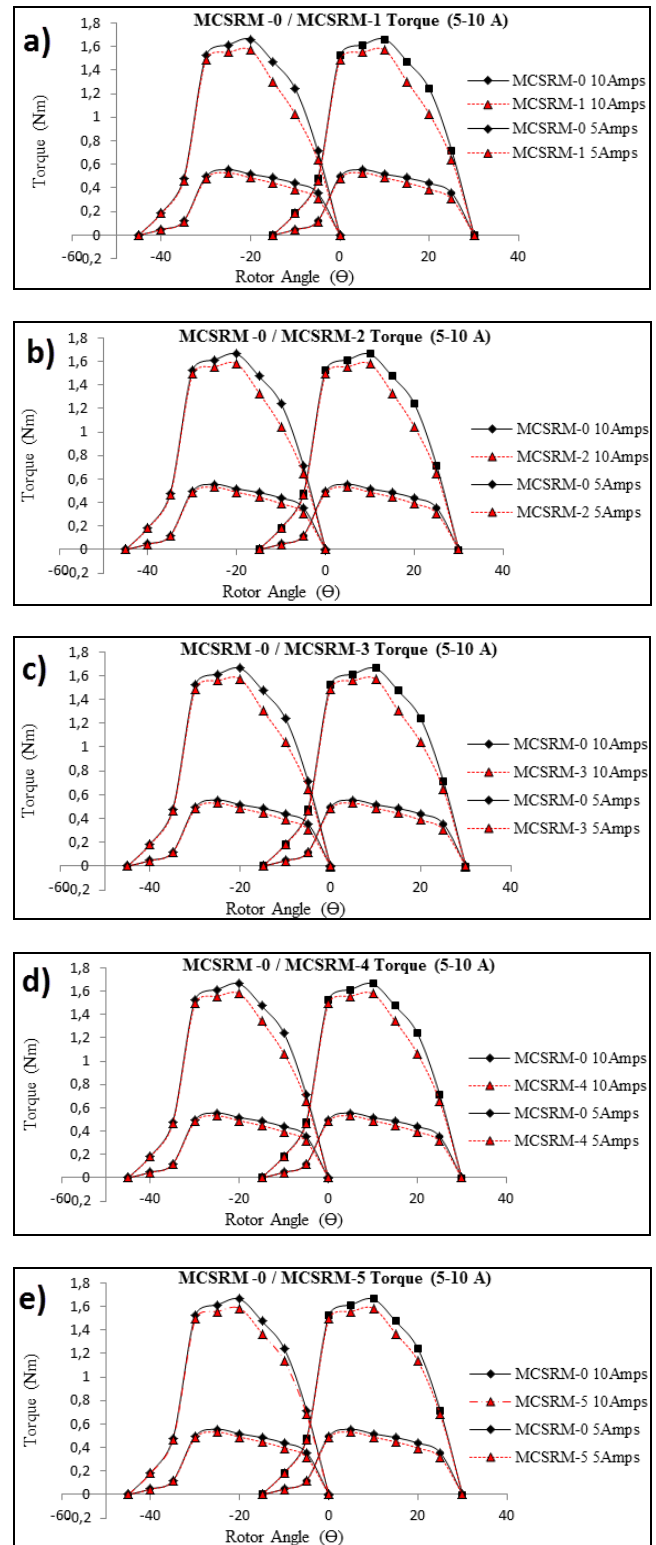 a)
MCSRM -0 / MCSRM-1 Torque (5-10 A)
1,8
1,6
1,4
1,2
1
0,8
0,6
0,4
0,2
0
-0,2
Torque (Nm)
-60
-40
-20
0
20
40
Rotor Angle (Ɵ)
MCSRM-0 10Amps
MCSRM-1 10Amps
MCSRM-0 5Amps
MCSRM-1 5Amps
b)
MCSRM -0 / MCSRM-2 Torque (5-10 A)
1,8
1,6
1,4
1,2
1
0,8
0,6
0,4
0,2
0
-0,2
Torque (Nm)
-60
-40
-20
0
20
40
Rotor Angle (Ɵ)
MCSRM-0 10Amps
MCSRM-2 10Amps
MCSRM-0 5Amps
MCSRM-2 5Amps
c)
MCSRM -0 / MCSRM-3 Torque (5-10 A)
1,8
1,6
1,4
1,2
1
0,8
0,6
0,4
0,2
0
-0,2
Torque (Nm)
-60
-40
-20
0
20
40
Rotor Angle (Ɵ)
MCSRM-0 10Amps
MCSRM-3 10Amps
MCSRM-0 5Amps
MCSRM-3 5Amps
d)
MCSRM -0 / MCSRM-4 Torque (5-10 A)
1,8
1,6
1,4
1,2
1
0,8
0,6
0,4
0,2
0
-0,2
Torque (Nm)
-60
-40
-20
0
20
40
Rotor Angle (Ɵ)
MCSRM-0 10Amps
MCSRM-4 10Amps
MCSRM-0 5Amps
MCSRM-4 5Amps
e)
MCSRM -0 / MCSRM-5 Torque (5-10 A)
1,8
1,6
1,4
1,2
1
0,8
0,6
0,4
0,2
0
-0,2
Torque (Nm)
-60
-40
-20
0
20
40
Rotor Angle (Ɵ)
MCSRM-0 10Amps
MCSRM-5 10Amps
MCSRM-0 5Amps
MCSRM-5 5Amps